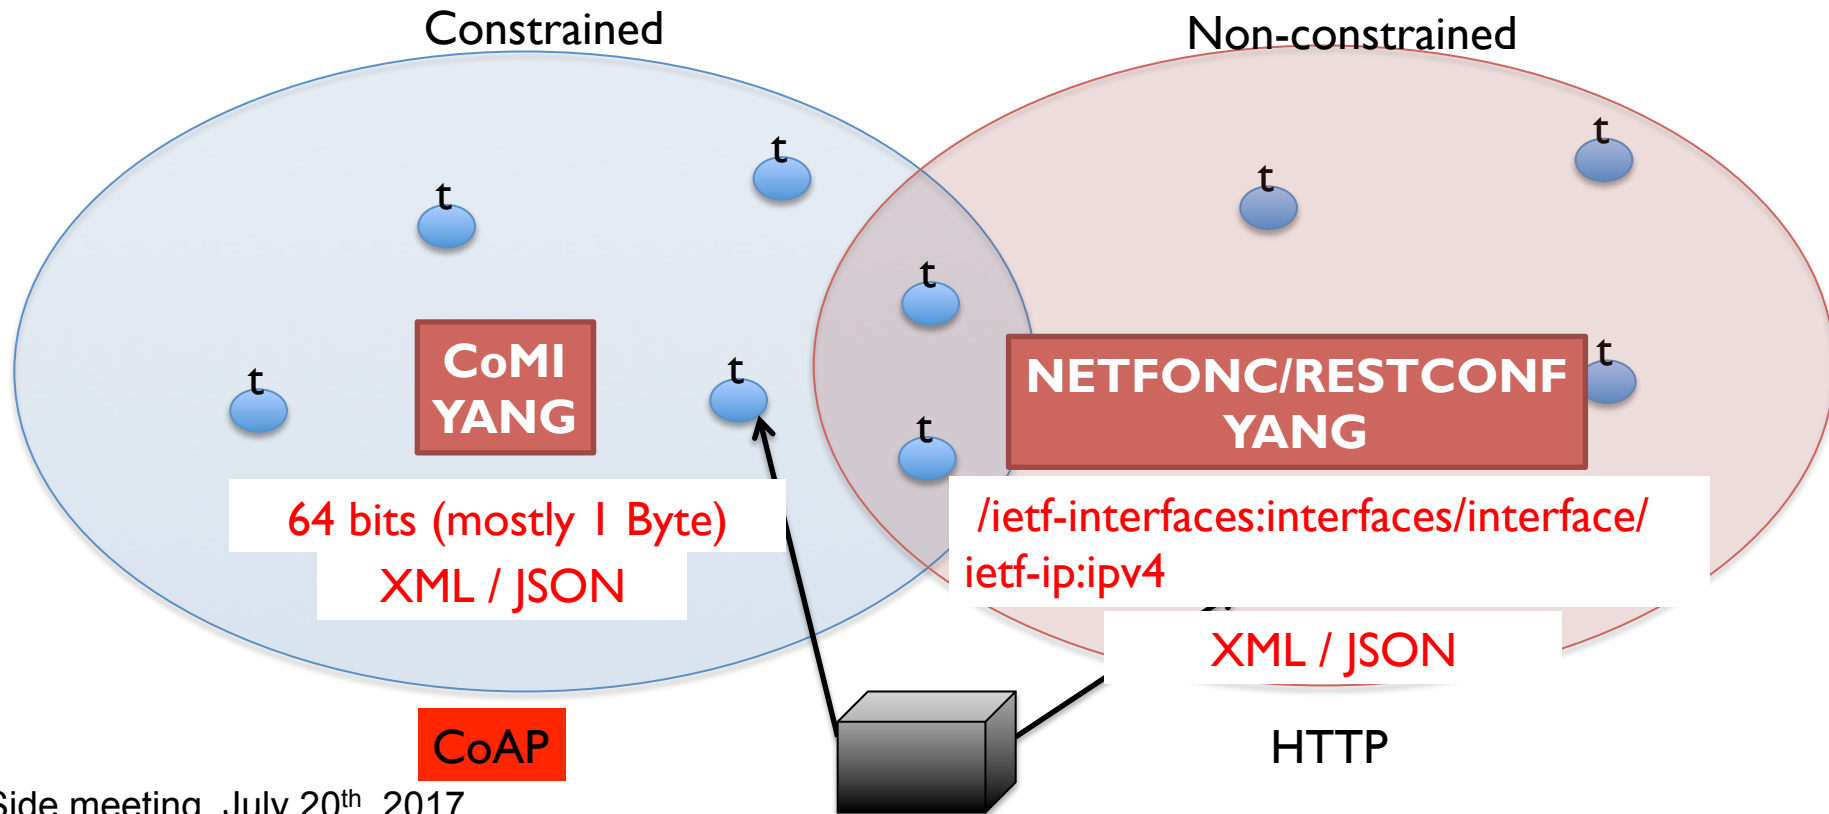 Constrained
Non-constrained
t
t
t
t
t
t
t
t
t
t
CoMI
YANG
NETFONC/RESTCONF
YANG
64 bits (mostly 1 Byte)
XML / JSON
/ietf-interfaces:interfaces/interface/
ietf-ip:ipv4
XML / JSON
CoAP
HTTP
Side meeting, July 20th, 2017